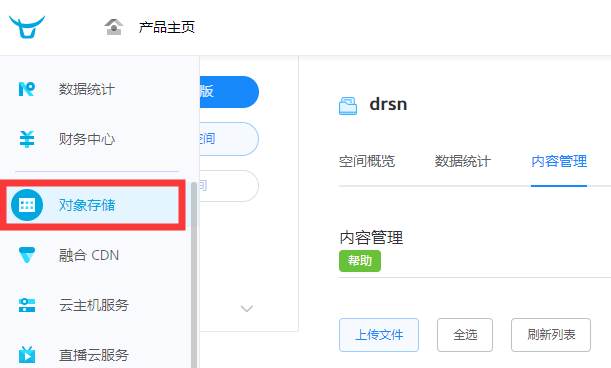 产品主页
数据统计
财务中心
对象存储
融合 CDN
云主机服务
直播云服务
版
空间
间
drsn
空间概览 数据统计 内容管理
内容管理
帮助
上传文件 全选 刷新列表